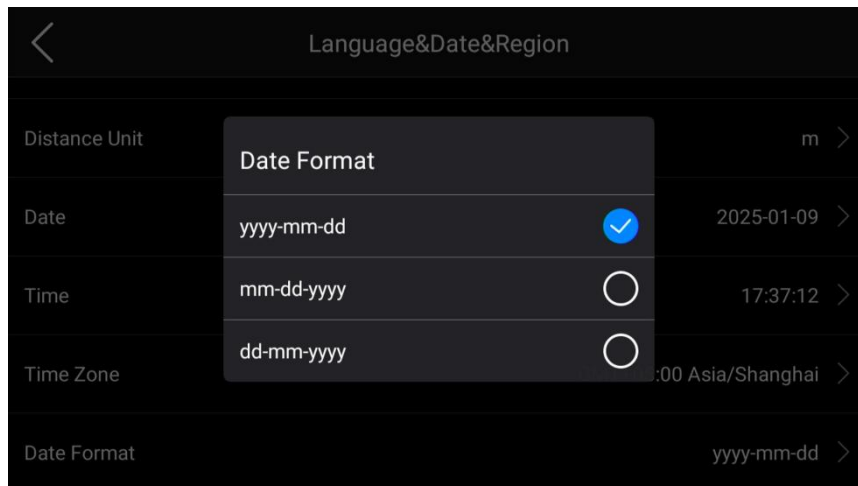 Language&Date&Region
Distance Unit
m
Date Format
yyyy-mm-dd
Date
2025-01-09
mm-dd-yyyy
Time
17:37:12
dd-mm-yyyy
Time Zone
:00 Asia/Shanghai
Date Format
yyyy-mm-dd